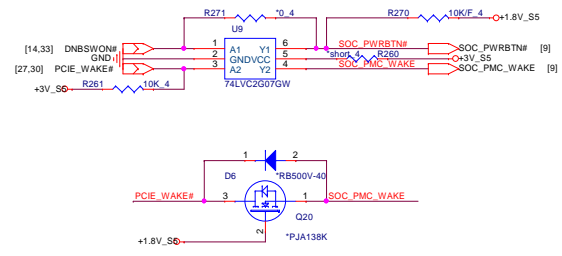 R271 *0_4 R270 10K/F_4 +1.8V_S5
U9
[14,33] DNBSWON# 1 A1 Y1 6 SOC_PWRBTN# SOC_PWRBTN# [9]
GND 2 GND VCC 5 *short_4 R260 +3V_S5
[27,30] PCIE_WAKE# 3 A2 Y2 4 SOC_PMC_WAKE SOC_PMC_WAKE [9]
74LVC2G07GW
+3V_S5 R261 10K_4
1 2
D6 *RB500V-40
PCIE_WAKE# 3 1 SOC_PMC_WAKE
Q20
2
*PJA138K
+1.8V_S5